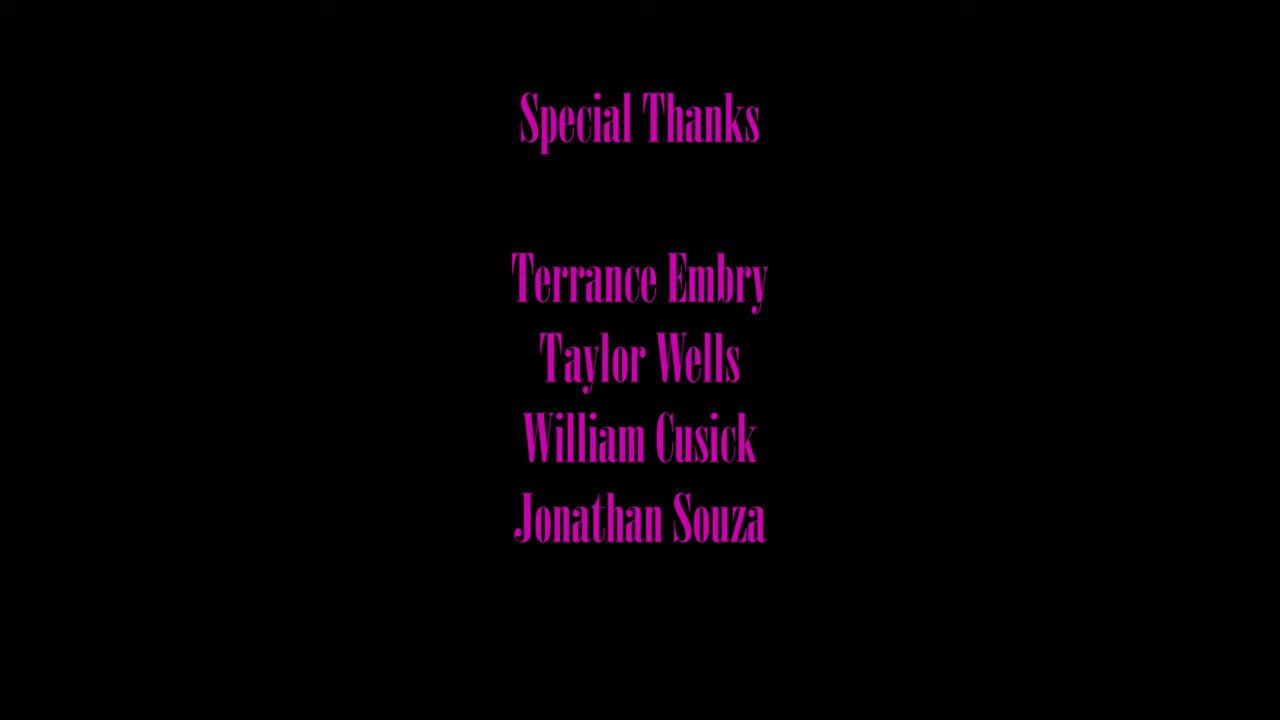 Special Thanks
Terrance Embry
Taylor Wells
William Cusick
Jonathan Souza